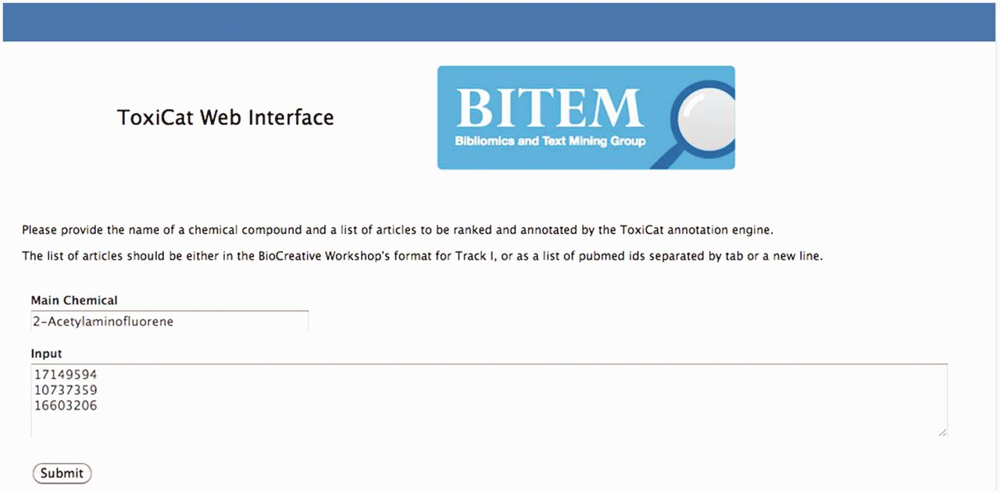 ToxiCat Web Interface
BITEM
Bibliomics and Text Mining Group
Please provide the name of a chemical compound and a list of articles to be ranked and annotated by the ToxiCat annotation engine.
The list of articles should be either in the BioCreative Workshop's format for Track I, or as a list of pubmed ids separated by tab or a new line.
Main Chemical
2-Acetylaminofluorene
Input
17149594
10737359
16603206
Submit